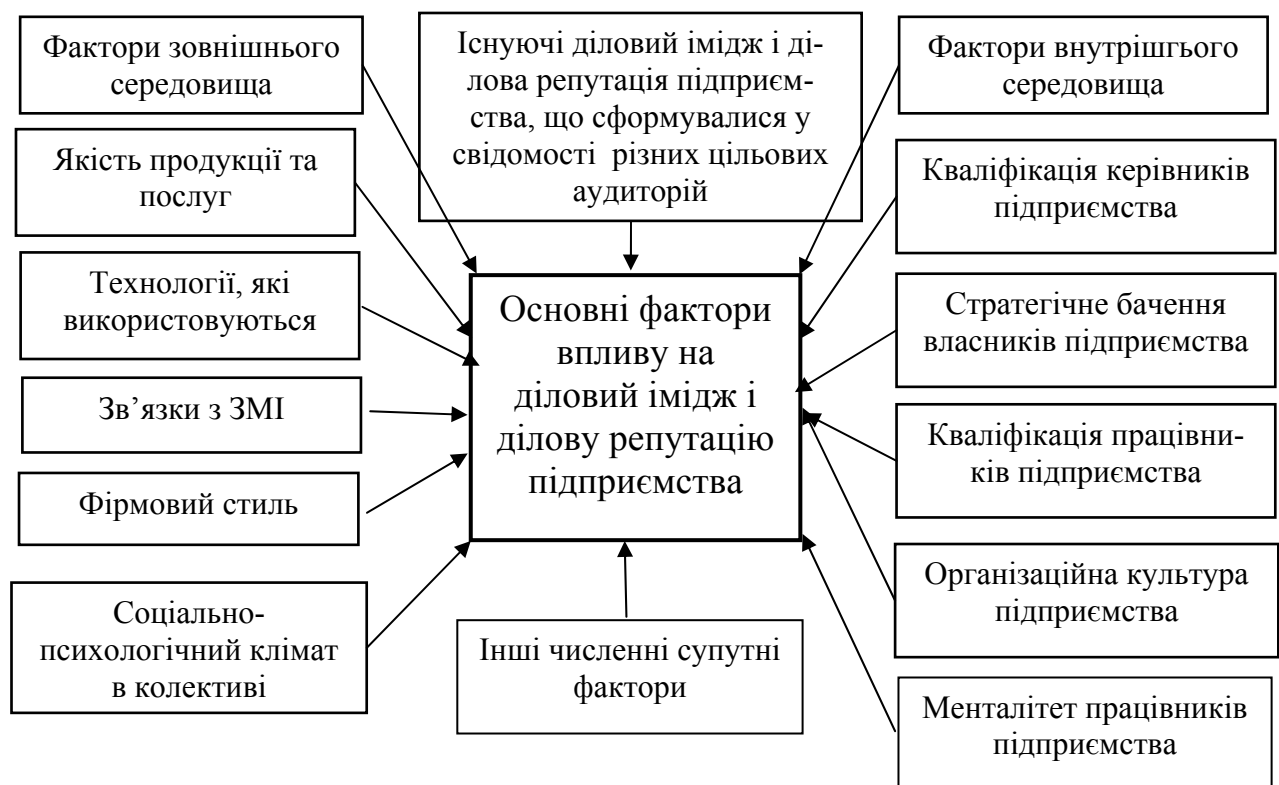 Фактори зовнішнього
середовища
Існуючі діловий імідж і ді-
лова репутація підприєм-
ства, що сформувалися у
свідомості різних цільових
аудиторій
Фактори внутрішгього
середовища
Якість продукції та
послуг
Кваліфікація керівників
підприємства
Технології, які
використовуються
Основні фактори
впливу на
діловий імідж і
ділову репутацію
підприємства
Стратегічне бачення
власників підприємства
Зв’язки з ЗМІ
Кваліфікація працівни-
ків підприємства
Фірмовий стиль
Організаційна культура
підприємства
Соціально-
психологічний клімат
в колективі
Інші численні супутні
фактори
Менталітет працівників
підприємства